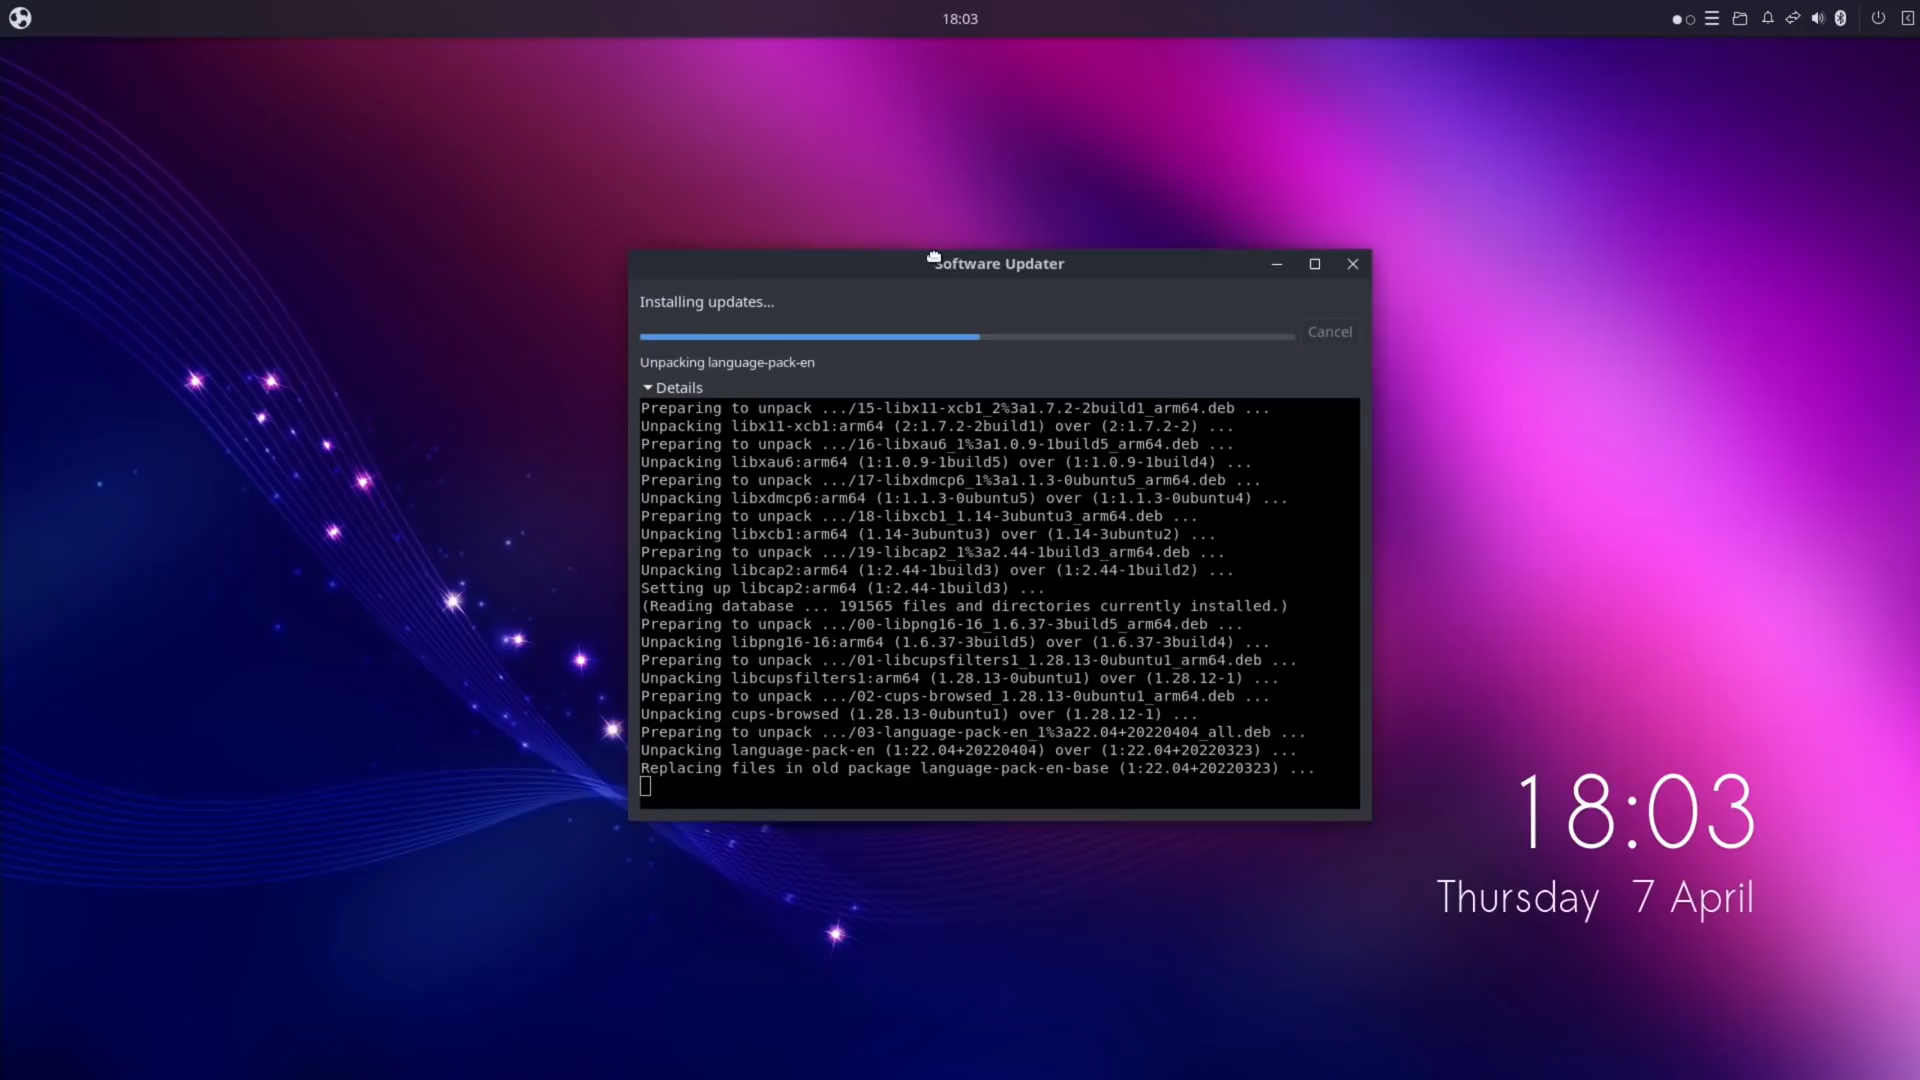 18:03
Software Updater
Installing updates...
Cancel
Unpacking language-pack-en
Details
Preparing to unpack .../15-libx11-xcb1_2%3a1.7.2-2build1_arm64.deb ...
Unpacking libx11-xcb1:arm64 (2:1.7.2-2build1) over (2:1.7.2-2) ...
Preparing to unpack .../16-libxau6_1%3a1.0.9-1build5_arm64.deb ...
Unpacking libxau6:arm64 (1:1.0.9-1build5) over (1:1.0.9-1build4) ...
Preparing to unpack .../17-libxdmcp6_1%3a1.1.3-0ubuntu5_arm64.deb ...
Unpacking libxdmcp6:arm64 (1:1.1.3-0ubuntu5) over (1:1.1.3-0ubuntu4) ...
Preparing to unpack .../18-libxcb1_1.14-3ubuntu3_arm64.deb ...
Unpacking libxcb1:arm64 (1.14-3ubuntu3) over (1.14-3ubuntu2) ...
Preparing to unpack .../19-libcap2_1%3a2.44-1build3_arm64.deb ...
Unpacking libcap2:arm64 (1:2.44-1build3) over (1:2.44-1build2) ...
Setting up libcap2:arm64 (1:2.44-1build3) ...
(Reading database ... 191565 files and directories currently installed.)
Preparing to unpack .../00-libpng16-16_1.6.37-3build5_arm64.deb ...
Unpacking libpng16-16:arm64 (1.6.37-3build5) over (1.6.37-3build4) ...
Preparing to unpack .../01-libcupsfilters1_1.28.13-0ubuntu1_arm64.deb ...
Unpacking libcupsfilters1:arm64 (1.28.13-0ubuntu1) over (1.28.12-1) ...
Preparing to unpack .../02-cups-browsed_1.28.13-0ubuntu1_arm64.deb ...
Unpacking cups-browsed (1.28.13-0ubuntu1) over (1.28.12-1) ...
Preparing to unpack .../03-language-pack-en_1%3a22.04+20220404_all.deb ...
Unpacking language-pack-en (1:22.04+20220404) over (1:22.04+20220323) ...
Replacing files in old package language-pack-en-base (1:22.04+20220323) ...
18:03
Thursday 7 April